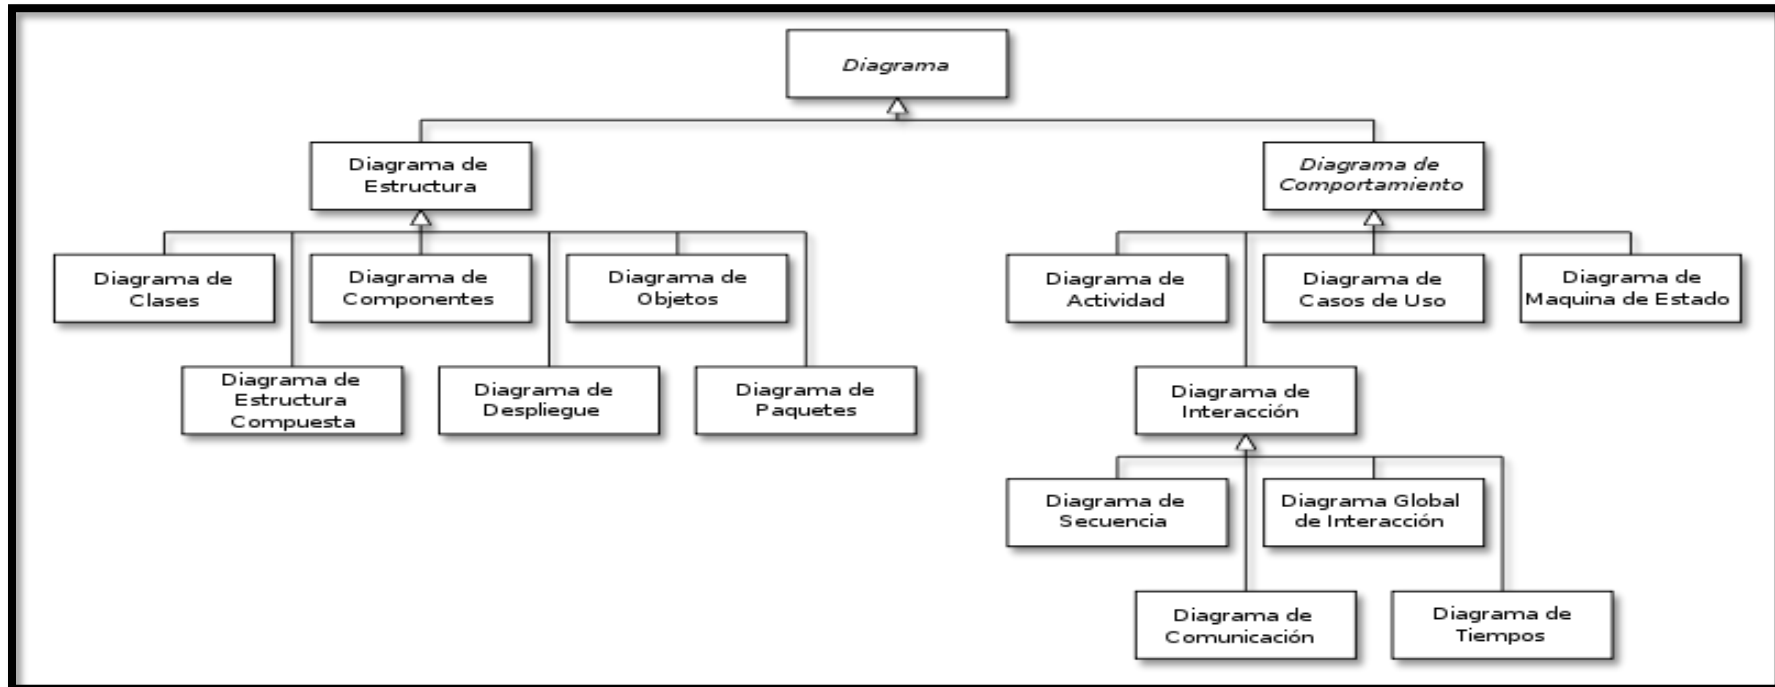 Diagrama
Diagrama de
Estructura
Diagrama de
Comportamiento
Diagrama de
Clases
Diagrama de
Componentes
Diagrama de
Objetos
Diagrama de
Actividad
Diagrama de
Casos de Uso
Diagrama de
Maquina de Estado
Diagrama de
Estructura
Compuesta
Diagrama de
Despliegue
Diagrama de
Paquetes
Diagrama de
Interacción
Diagrama de
Secuencia
Diagrama Global
de Interacción
Diagrama de
Comunicación
Diagrama de
Tiempos